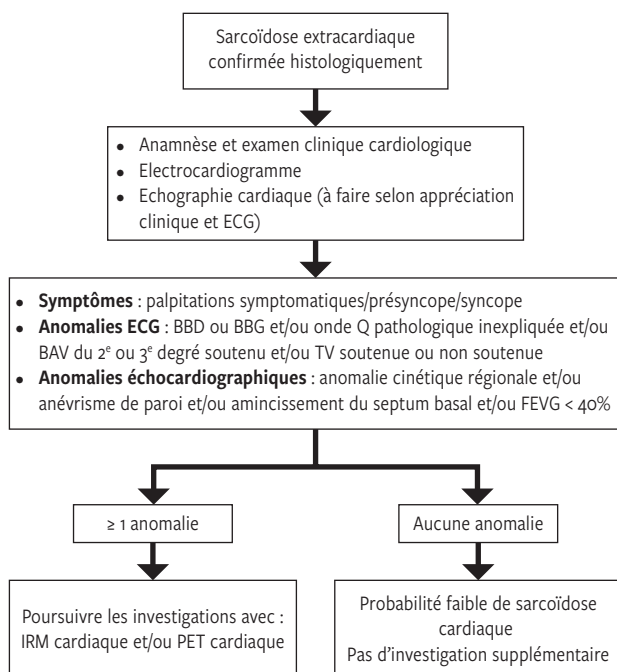 Sarcoïdose extracardiaque
confirmée histologiquement
• Anamnèse et examen clinique cardiologique
• Electrocardiogramme
• Echographie cardiaque (à faire selon appréciation
clinique et ECG)
• Symptômes : palpitations symptomatiques/présyncope/syncope
• Anomalies ECG : BBD ou BBG et/ou onde Q pathologique inexpliquée et/ou
BAV du 2e ou 3e degré soutenu et/ou TV soutenue ou non soutenue
• Anomalies échocardiographiques : anomalie cinétique régionale et/ou
anévrisme de paroi et/ou amincissement du septum basal et/ou FEVG < 40%
≥ 1 anomalie
Aucune anomalie
Poursuivre les investigations avec :
IRM cardiaque et/ou PET cardiaque
Probabilité faible de sarcoïdose
cardiaque
Pas d’investigation supplémentaire